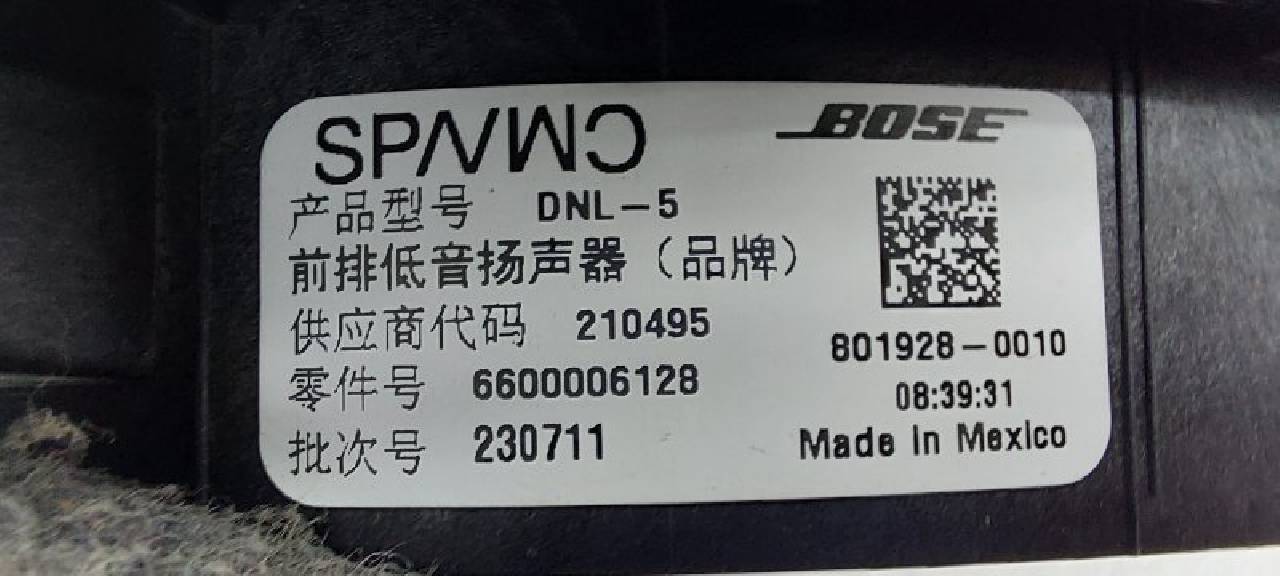 SPΛVWC
BOSE
产品型号 DNL-5
前排低音扬声器（品牌）
供应商代码 210495
零件号 6600006128
批次号 230711
801928-0010
08:39:31
Made In Mexico